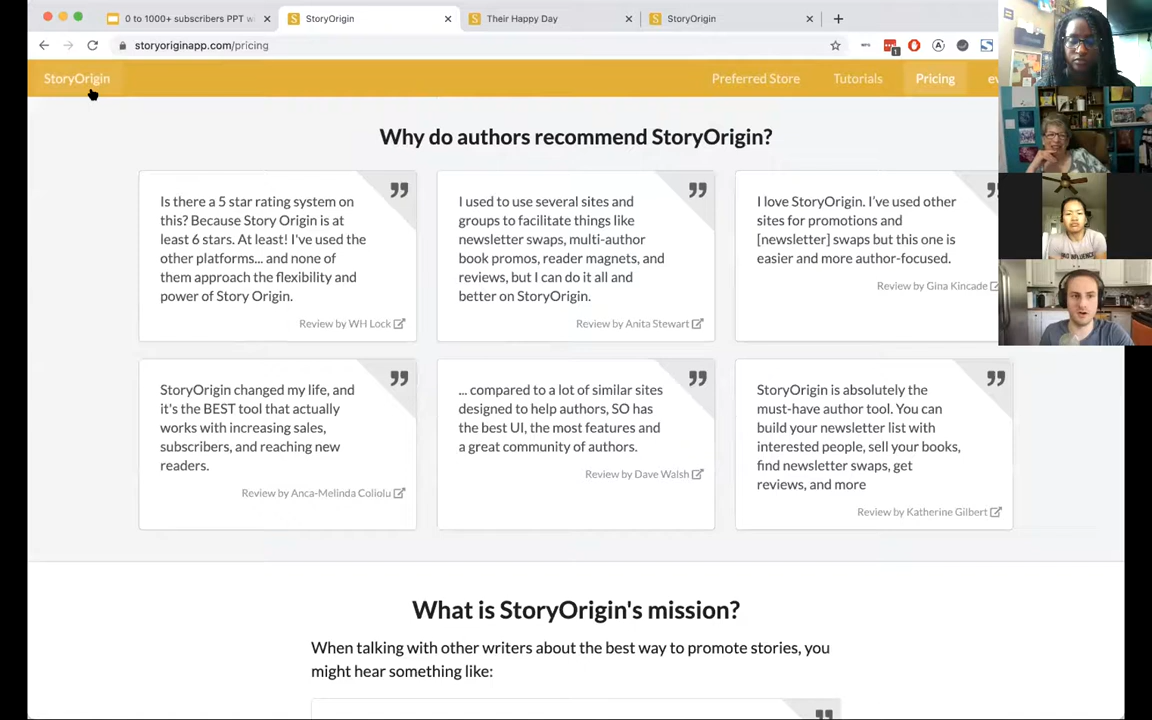 0 to 1000+ subscribers PPT w
StoryOrigin
Their Happy Day
StoryOrigin
storyoriginapp.com/pricing
StoryOrigin
Preferred Store
Tutorials
Pricing
Why do authors recommend StoryOrigin?
Is there a 5 star rating system on
this? Because Story Origin is at
least 6 stars. At least! I've used the
other platforms... and none of
them approach the flexibility and
power of Story Origin.
Review by WH Lock
I used to use several sites and
groups to facilitate things like
newsletter swaps, multi-author
book promos, reader magnets, and
reviews, but I can do it all and
better on StoryOrigin.
Review by Anita Stewart
I love StoryOrigin. I've used other
sites for promotions and
[newsletter] swaps but this one is
easier and more author-focused.
Review by Gina Kincade
StoryOrigin changed my life, and
it's the BEST tool that actually
works with increasing sales,
subscribers, and reaching new
readers.
Review by Anca-Melinda Coliolu
... compared to a lot of similar sites
designed to help authors, SO has
the best UI, the most features and
a great community of authors.
Review by Dave Walsh
StoryOrigin is absolutely the
must-have author tool. You can
build your newsletter list with
interested people, sell your books,
find newsletter swaps, get
reviews, and more
Review by Katherine Gilbert
What is StoryOrigin's mission?
When talking with other writers about the best way to promote stories, you
might hear something like: